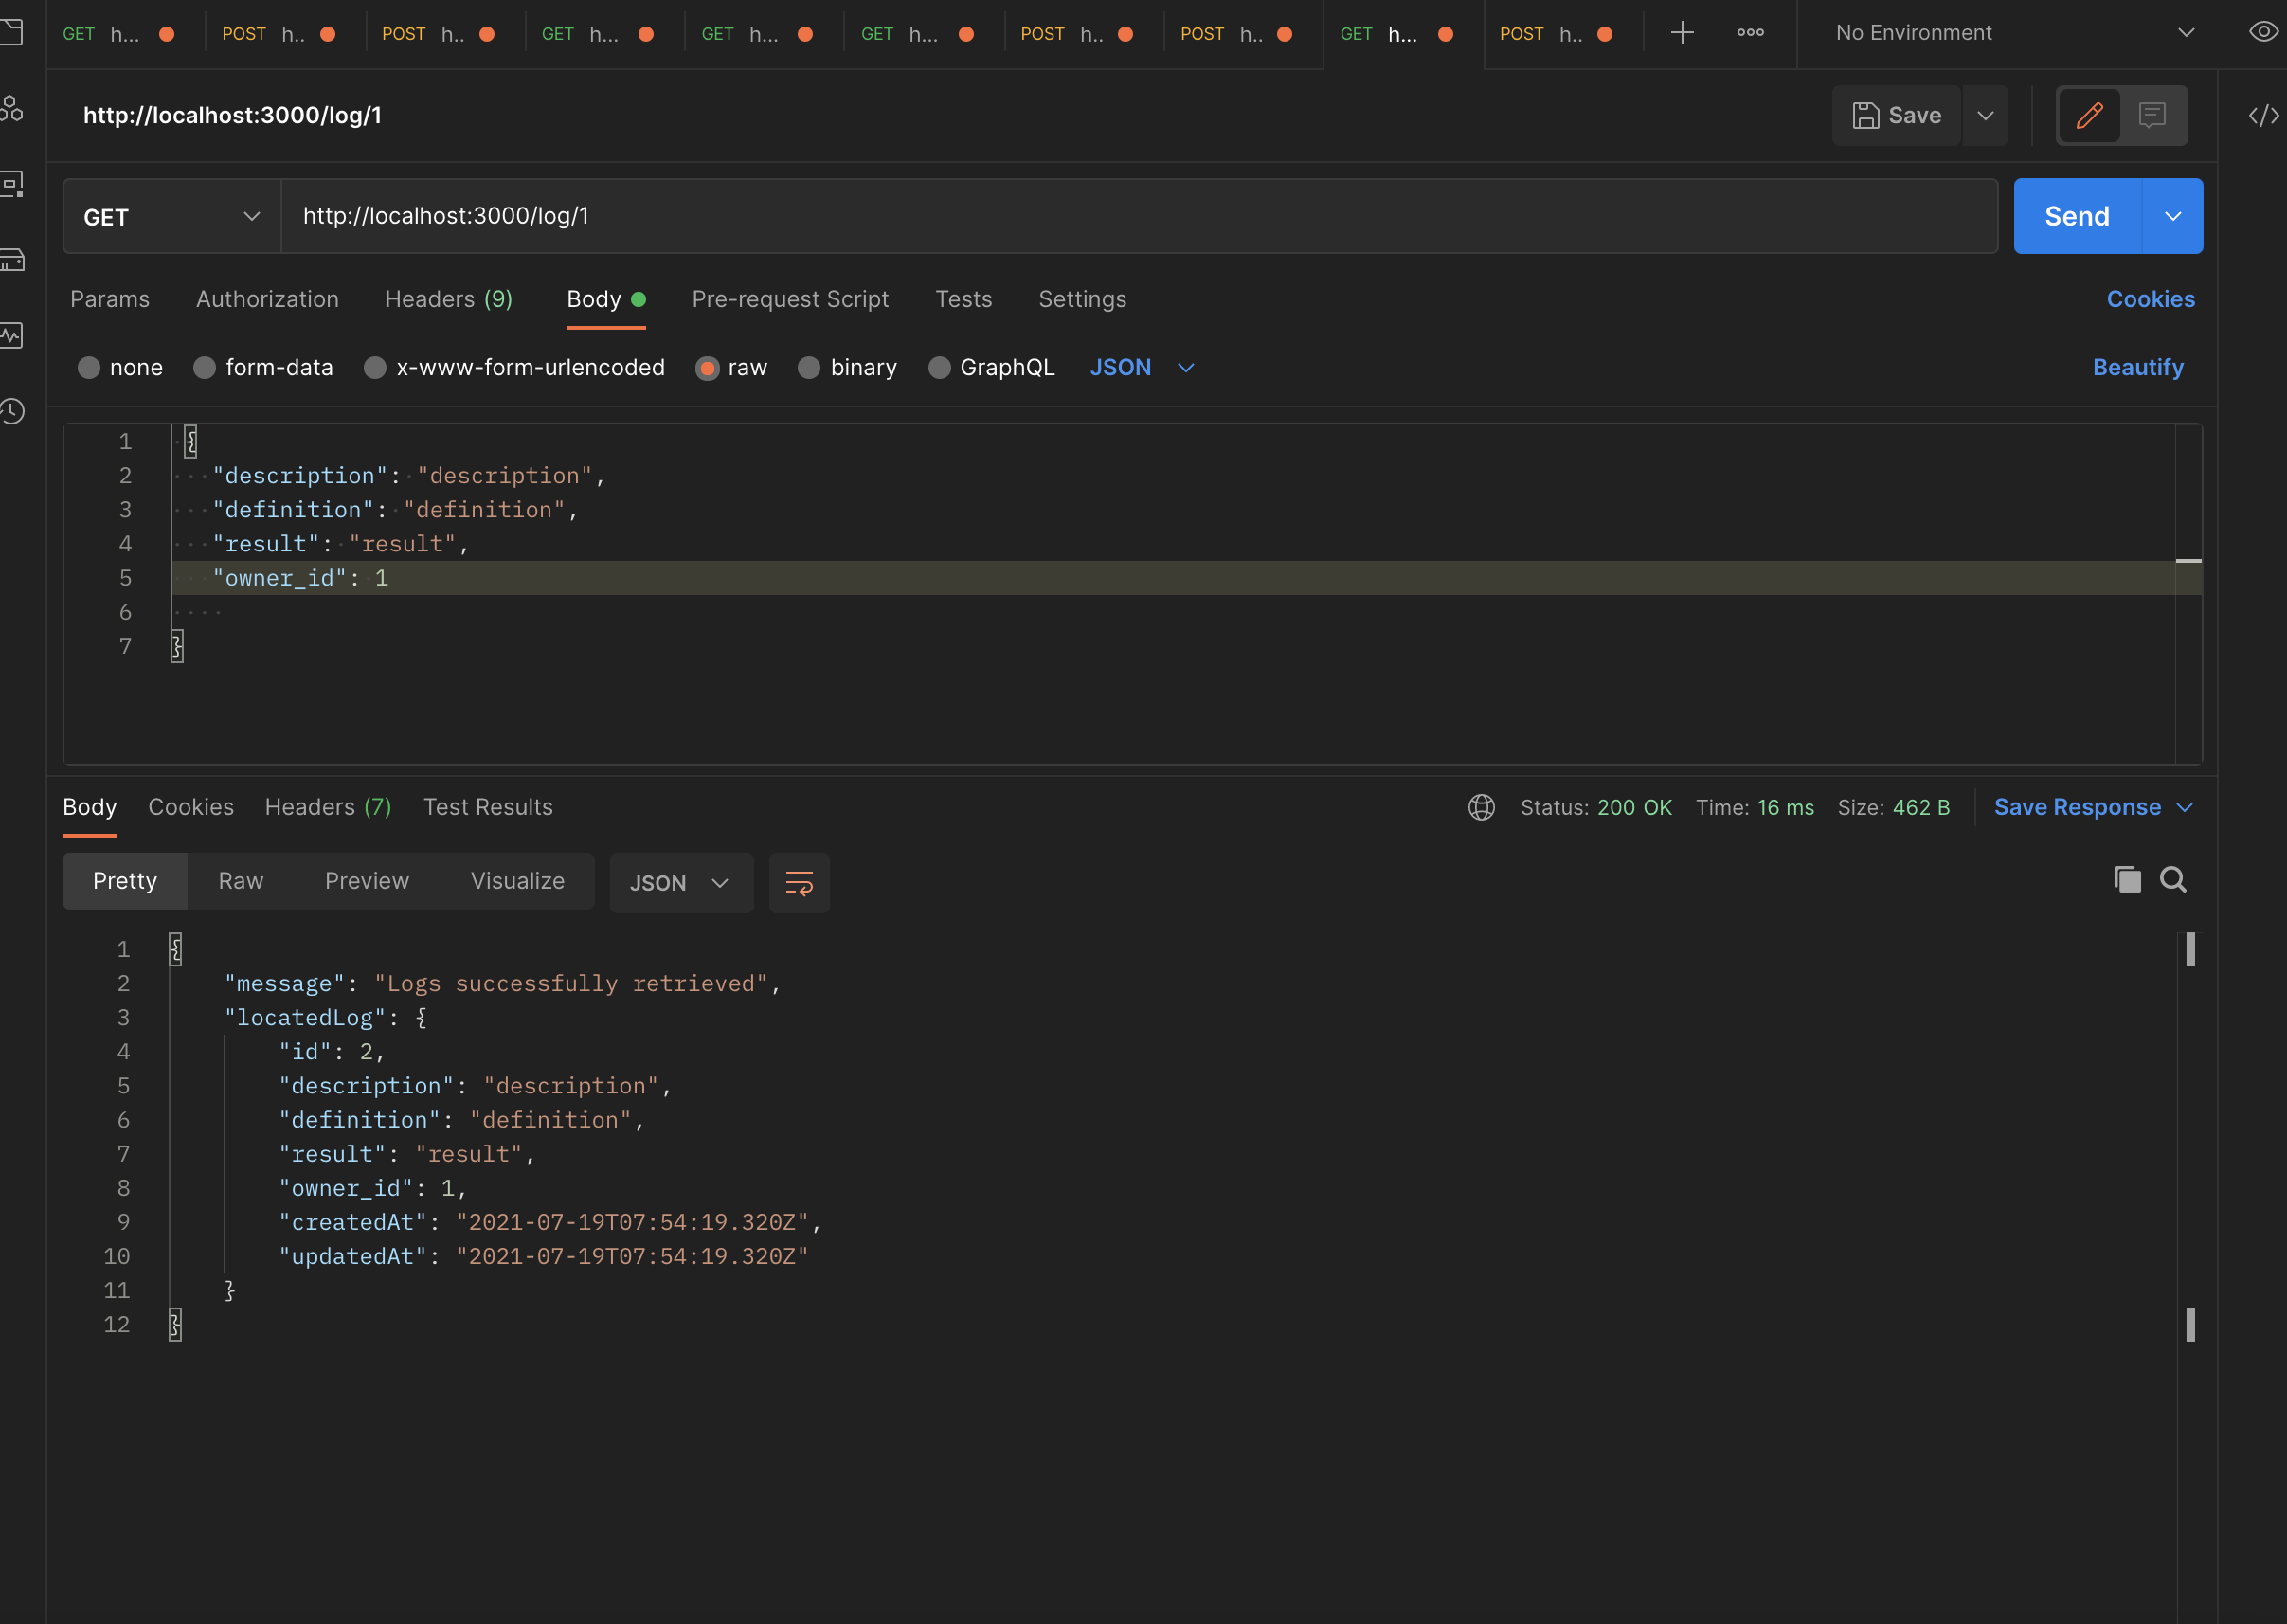 GET h... POST h.. POST h.. GET h... GET h... GET h... POST h.. POST h.. GET h... POST h.. No Environment
http://localhost:3000/log/1 Save
GET http://localhost:3000/log/1 Send
Params Authorization Headers (9) Body Pre-request Script Tests Settings Cookies
none form-data x-www-form-urlencoded raw binary GraphQL JSON Beautify
1 {
2 "description": "description",
3 "definition": "definition",
4 "result": "result",
5 "owner_id": 1
6
7 }
Body Cookies Headers (7) Test Results Status: 200 OK Time: 16 ms Size: 462 B Save Response
Pretty Raw Preview Visualize JSON
1 {
2 "message": "Logs successfully retrieved",
3 "locatedLog": {
4 "id": 2,
5 "description": "description",
6 "definition": "definition",
7 "result": "result",
8 "owner_id": 1,
9 "createdAt": "2021-07-19T07:54:19.320Z",
10 "updatedAt": "2021-07-19T07:54:19.320Z"
11 }
12 }